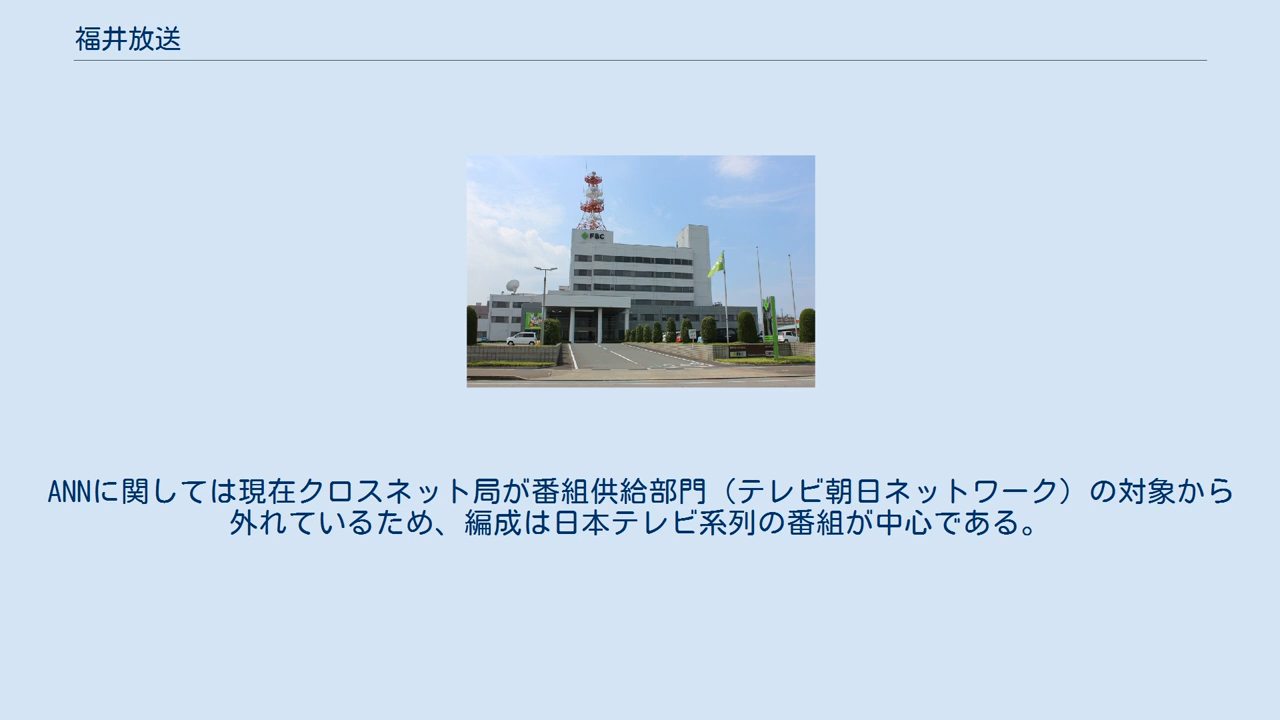 福井放送
FBC
ANNに関しては現在クロスネット局が番組供給部門（テレビ朝日ネットワーク）の対象から
外れているため、編成は日本テレビ系列の番組が中心である。